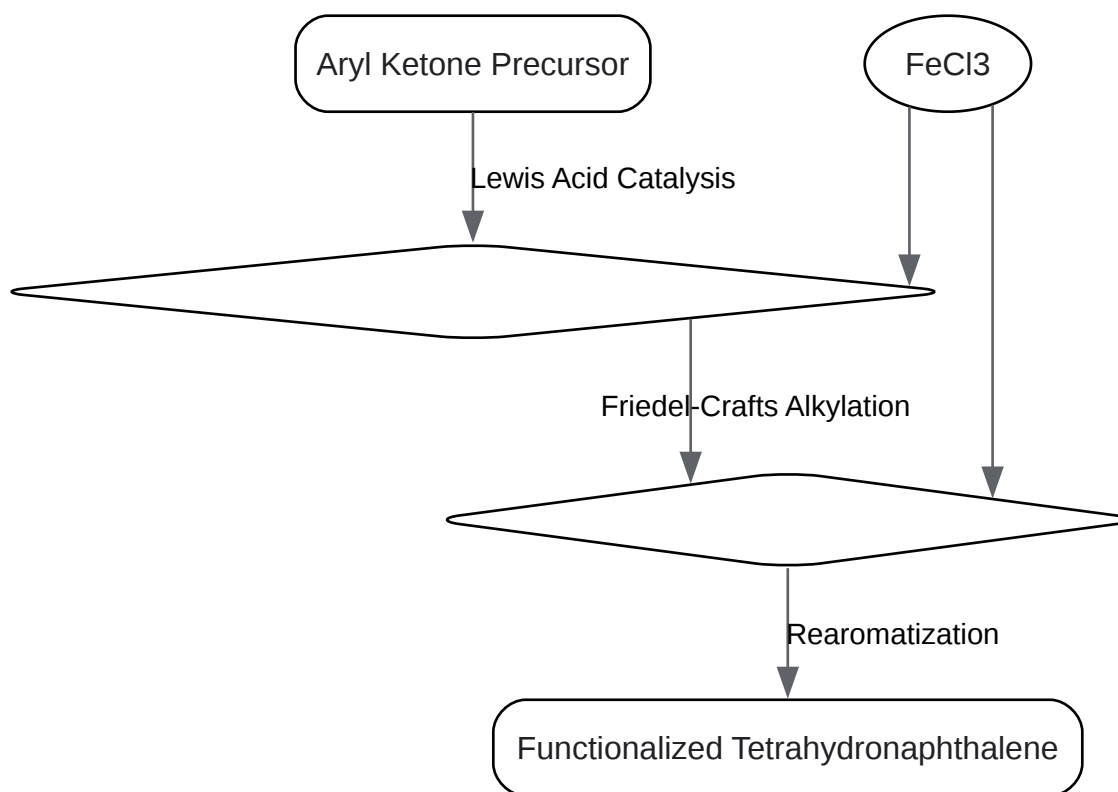 Aryl Ketone Precursor
FeCl3
Lewis Acid Catalysis
Friedel-Crafts Alkylation
Rearomatization
Functionalized Tetrahydronaphthalene